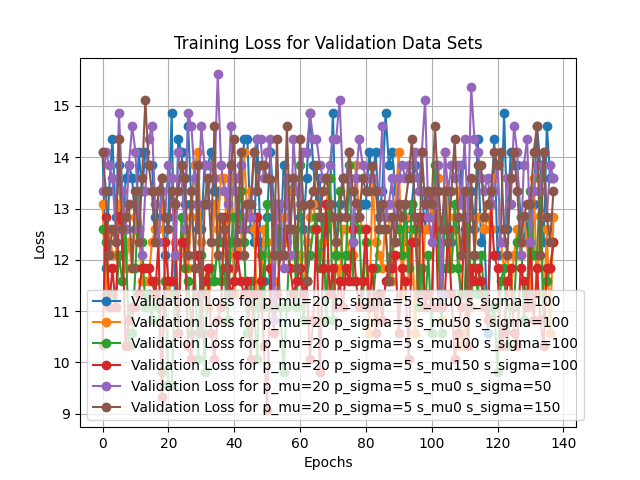 Training Loss for Validation Data Sets
Loss
15
14
13
12
11
10
9
Validation Loss for p_mu=20 p_sigma=5 s_mu0 s_sigma=100
Validation Loss for p_mu=20 p_sigma=5 s_mu50 s_sigma=100
Validation Loss for p_mu=20 p_sigma=5 s_mu100 s_sigma=100
Validation Loss for p_mu=20 p_sigma=5 s_mu150 s_sigma=100
Validation Loss for p_mu=20 p_sigma=5 s_mu0 s_sigma=50
Validation Loss for p_mu=20 p_sigma=5 s_mu0 s_sigma=150
0 20 40 60 80 100 120 140
Epochs